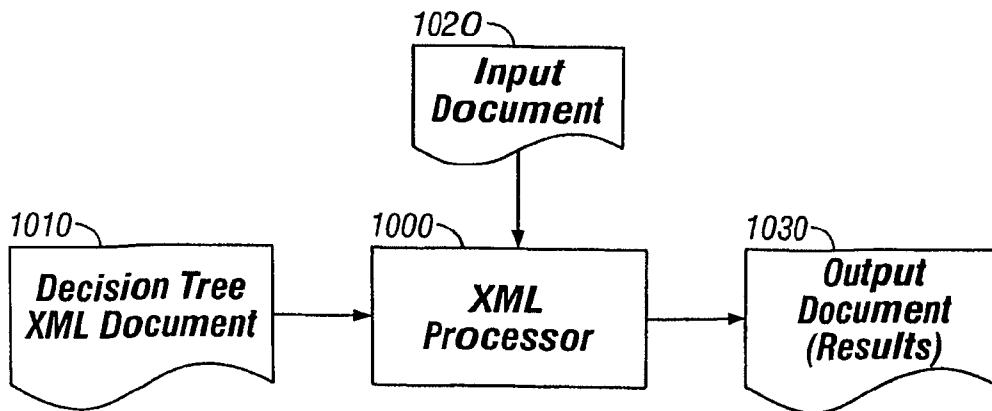 1020
Input
Document
1010
Decision Tree
XML Document
1000
XML
Processor
1030
Output
Document
(Results)